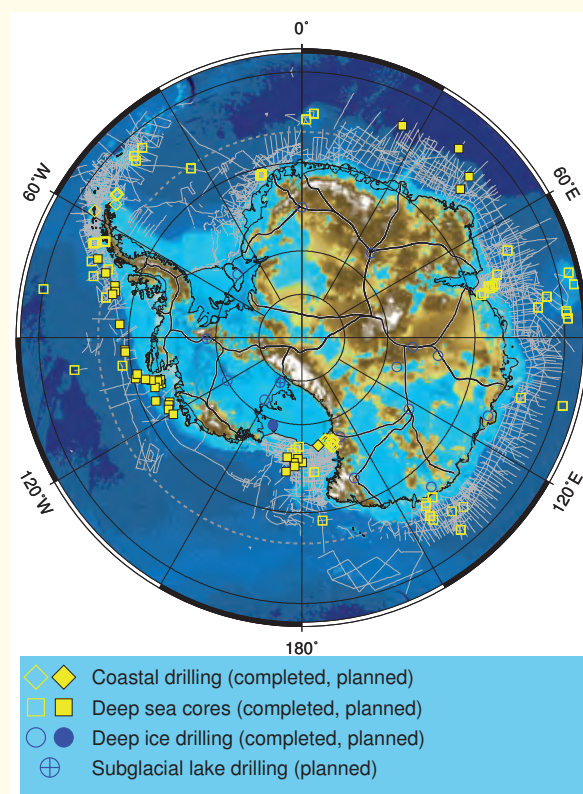 0˚
60˚W
60˚E
120˚W
120˚E
180˚
Coastal drilling (completed, planned)
Deep sea cores (completed, planned)
Deep ice drilling (completed, planned)
Subglacial lake drilling (planned)